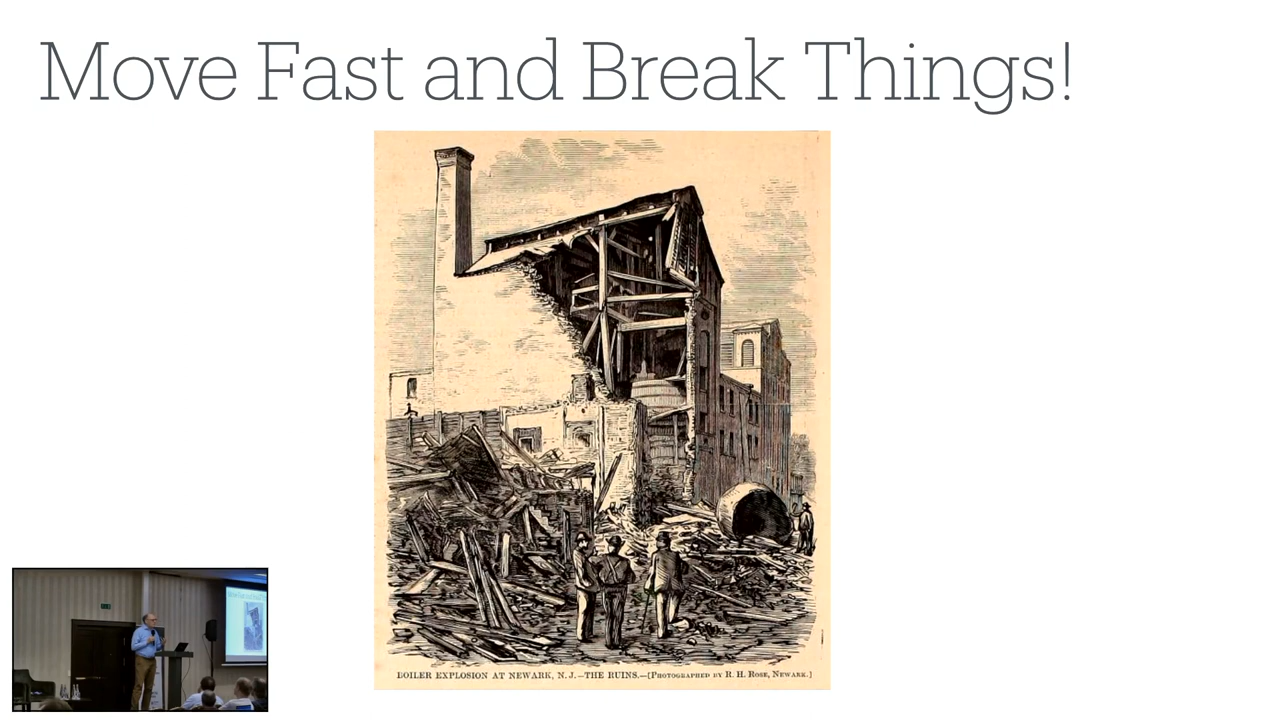 Move Fast and Break Things!
BOILER EXPLOSION AT NEWARK, N.J.—THE RUINS.—[Photographed by R. H. Rose, Newark.]